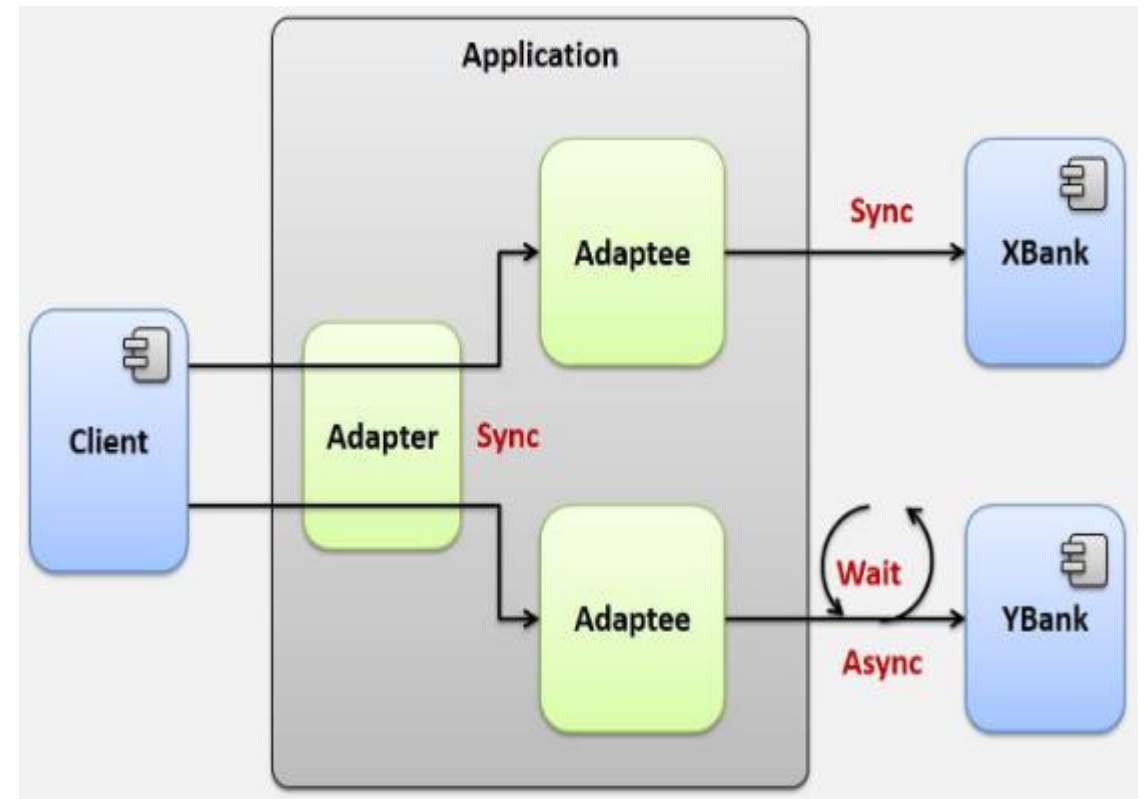 Application
Adaptee
Sync
XBank
Client
Adapter
Sync
Adaptee
Wait
Async
YBank